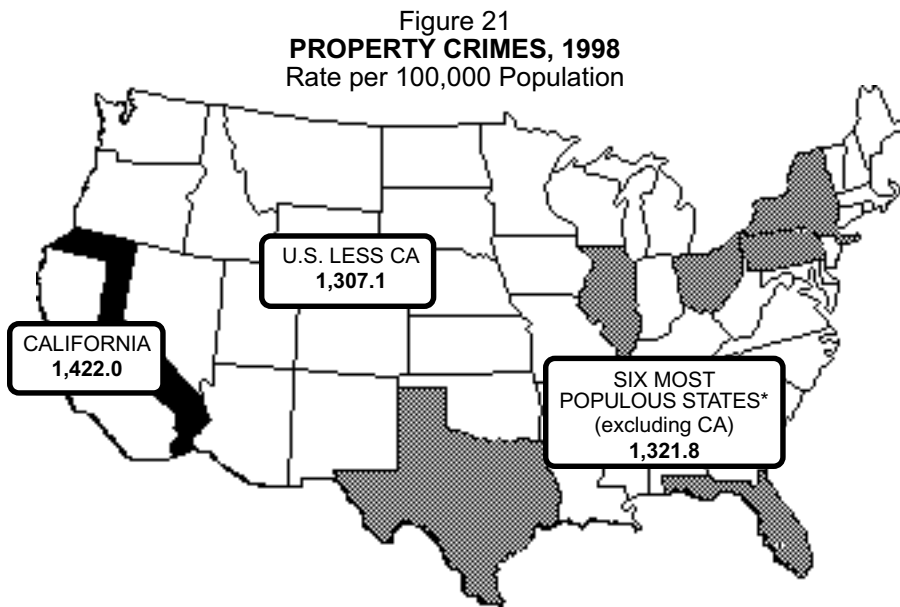 Figure 21
PROPERTY CRIMES, 1998
Rate per 100,000 Population
U.S. LESS CA
1,307.1
CALIFORNIA
1,422.0
SIX MOST
POPULOUS STATES*
(excluding CA)
1,321.8